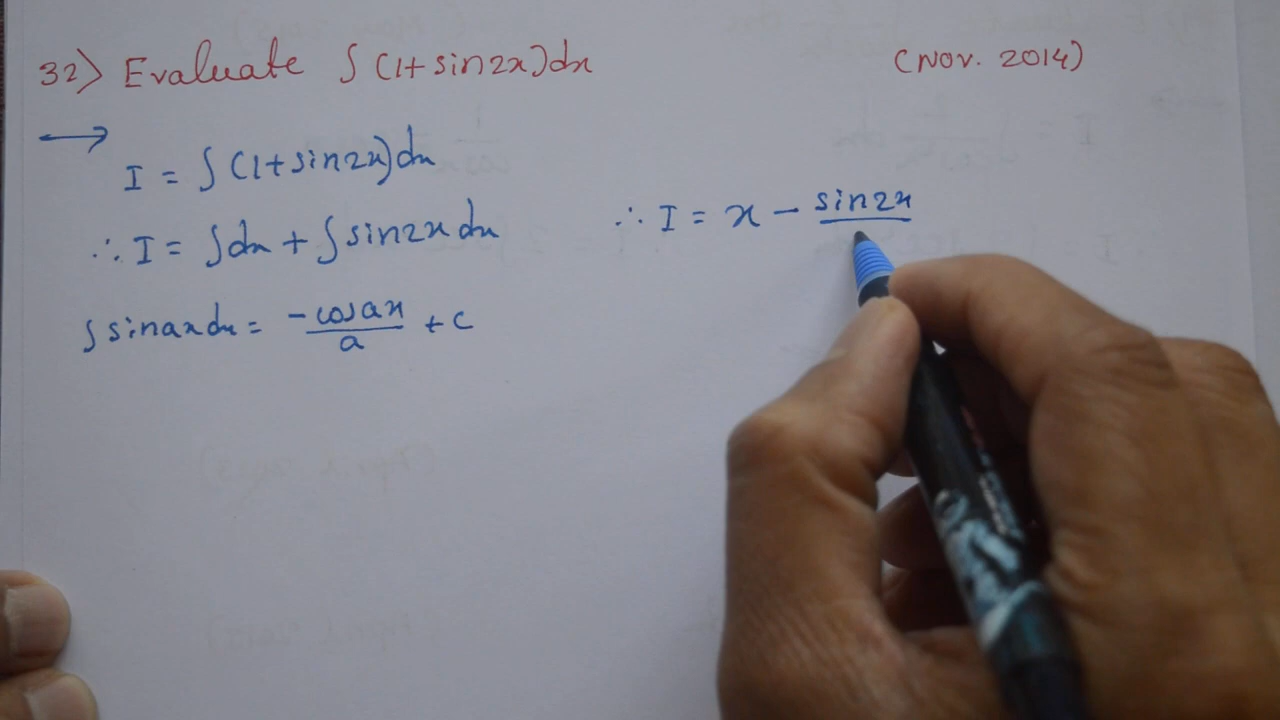 32) Evaluate ∫(1+sin2x)dx (Nov. 2014)
→
I = ∫(1+sin2x)dx
∴ I = ∫dx + ∫sin2x dx
∫sinax dx = -cosax/a + c
∴ I = x - sin2x